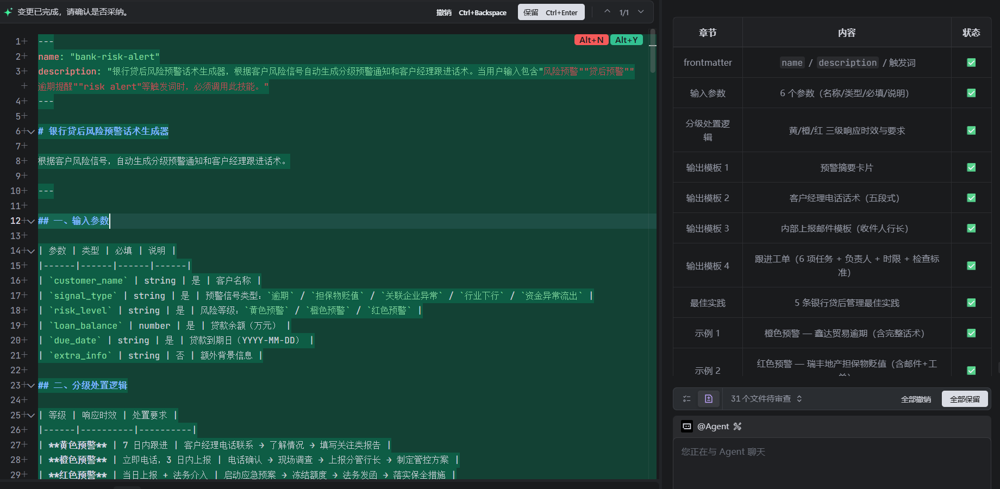 变更已完成，请确认是否采纳。
撤销 Ctrl+Backspace
保留 Ctrl+Enter
1/1
Alt+N Alt+Y
1+ ---
2+ name: "bank-risk-alert"
3+ description: "银行贷后风险预警话术生成器，根据客户风险信号自动生成分级预警通知和客户经理跟进话术。当用户输入包含"风险预警""贷后预警""
+ 逾期提醒""risk alert"等触发词时，必须调用此技能。"
4+ ---
5+
6+ # 银行贷后风险预警话术生成器
7+
8+ 根据客户风险信号，自动生成分级预警通知和客户经理跟进话术。
9+
10+ ---
11+
12+ ## 一、输入参数
13+
14+ | 参数 | 类型 | 必填 | 说明 |
15+ |------|------|------|------|
16+ | `customer_name` | string | 是 | 客户名称 |
17+ | `signal_type` | string | 是 | 预警信号类型：`逾期` / `担保物贬值` / `关联企业异常` / `行业下行` / `资金异常流出` |
18+ | `risk_level` | string | 是 | 风险等级：`黄色预警` / `橙色预警` / `红色预警` |
19+ | `loan_balance` | number | 是 | 贷款余额（万元） |
20+ | `due_date` | string | 是 | 贷款到期日（YYYY-MM-DD） |
21+ | `extra_info` | string | 否 | 额外背景信息 |
22+
23+ ## 二、分级处置逻辑
24+
25+ | 等级 | 响应时效 | 处置要求 |
26+ |------|----------|----------|
27+ | **黄色预警** | 7 日内跟进 | 客户经理电话联系 → 了解情况 → 填写关注类报告 |
28+ | **橙色预警** | 立即电话，3 日内上报 | 电话确认 → 现场调查 → 上报分管行长 → 制定管控方案 |
29+ | **红色预警** | 当日上报 + 法务介入 | 启动应急预案 → 冻结额度 → 法务发函 → 落实保全措施 |
章节 内容 状态
frontmatter name / description / 触发词 ✅
输入参数 6 个参数（名称/类型/必填/说明） ✅
分级处置逻
辑 黄/橙/红 三级响应时效与要求 ✅
输出模板 1 预警摘要卡片 ✅
输出模板 2 客户经理电话话术（五段式） ✅
输出模板 3 内部上报邮件模板（收件人行长） ✅
输出模板 4 跟进工单（6 项任务 + 负责人 + 时限 + 检查标
准） ✅
最佳实践 5 条银行贷后管理最佳实践 ✅
示例 1 橙色预警 — 鑫达贸易逾期（含完整话术） ✅
示例 2 红色预警 — 瑞丰地产担保物贬值（含邮件+工
单） ✅
31个文件待审查 全部撤销 全部保留
@Agent
您正在与 Agent 聊天